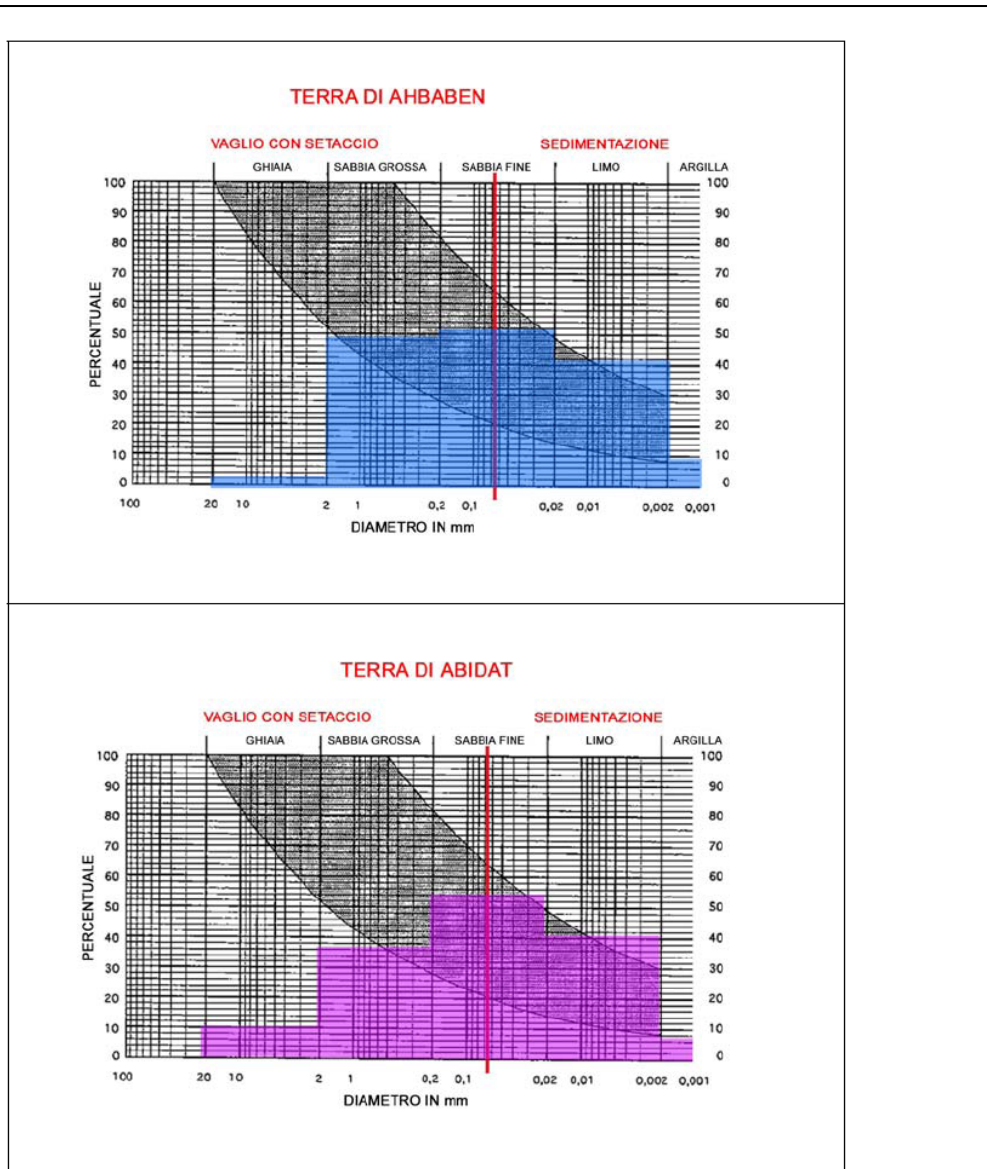 TERRA DI AHBABEN
VAGLIO CON SETACCIO SEDIMENTAZIONE
GHIAIA SABBIA GROSSA SABBIA FINE LIMO ARGILLA
100 100
90 90
80 80
70 70
60 60
50 50
40 40
30 30
20 20
10 10
0 0
PERCENTUALE
100 20 10 2 1 0,2 0,1 0,02 0,01 0,002 0,001
DIAMETRO IN mm
TERRA DI ABIDAT
VAGLIO CON SETACCIO SEDIMENTAZIONE
GHIAIA SABBIA GROSSA SABBIA FINE LIMO ARGILLA
100 100
90 90
80 80
70 70
60 60
50 50
40 40
30 30
20 20
10 10
0 0
PERCENTUALE
100 20 10 2 1 0,2 0,1 0,02 0,01 0,002 0,001
DIAMETRO IN mm